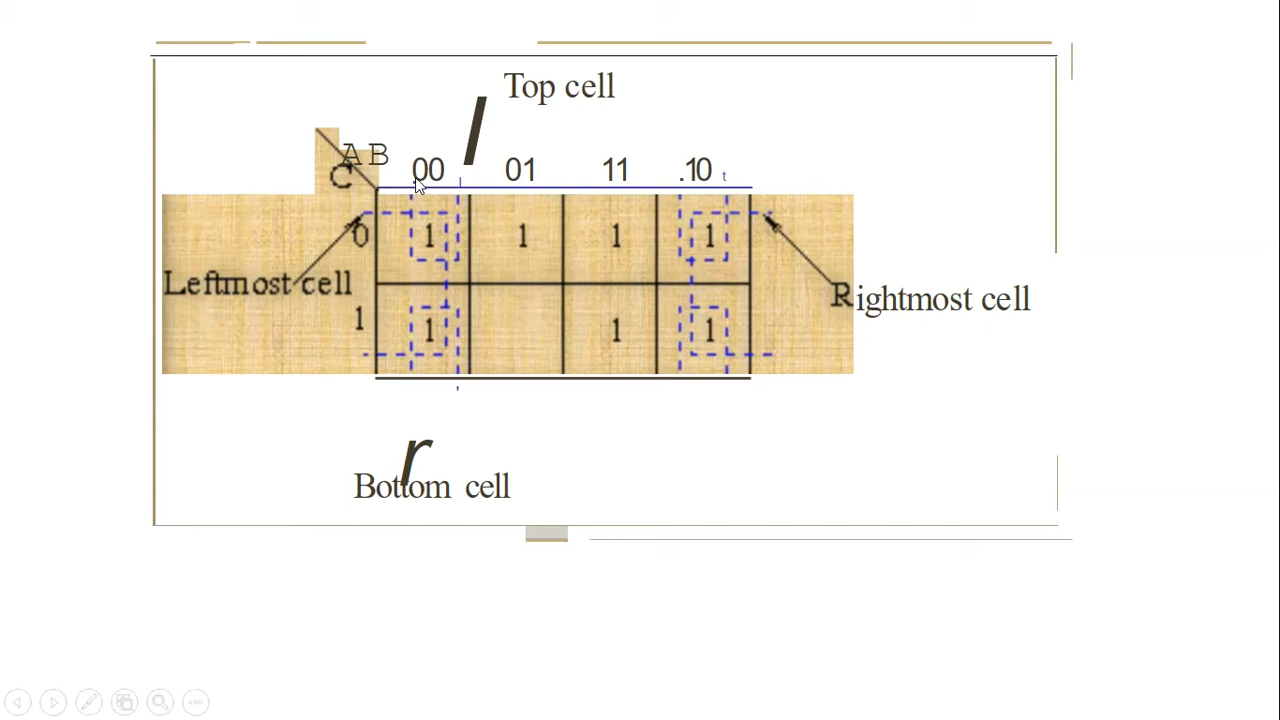 Top cell
A B
C
00 01 11 .10
0 1 1 1 1
Leftmost cell
Rightmost cell
1 1 1 1
r
Bottom cell